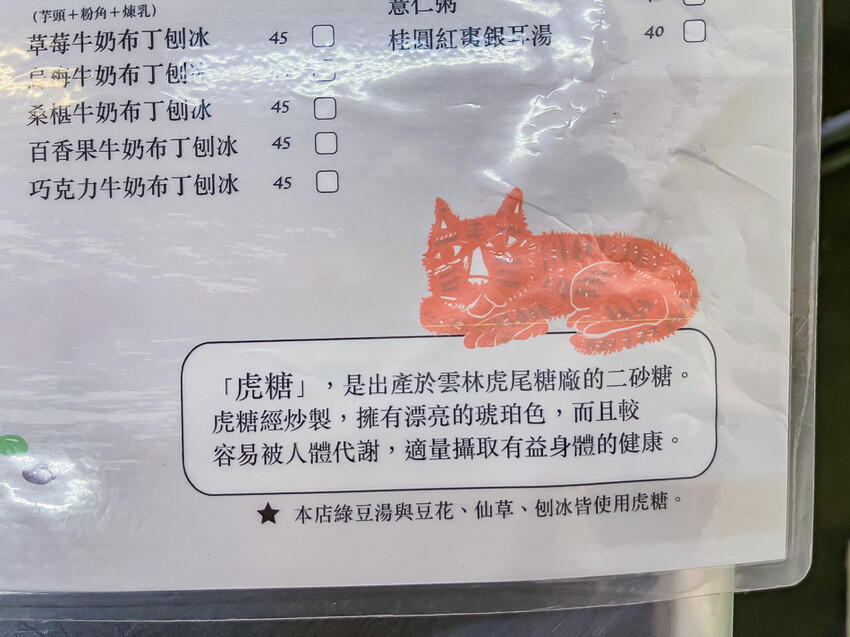 (芋頭+粉角+煉乳)
草莓牛奶布丁刨冰 45
梅牛奶布丁刨
桑椹牛奶布丁刨冰 45
百香果牛奶布丁刨冰 45
巧克力牛奶布丁刨冰 45
薏仁粥
桂圓紅棗銀耳湯 40
「虎糖」，是出產於雲林虎尾糖廠的二砂糖。
虎糖經炒製，擁有漂亮的琥珀色，而且較
容易被人體代謝，適量攝取有益身體的健康。
★ 本店綠豆湯與豆花、仙草、刨冰皆使用虎糖。